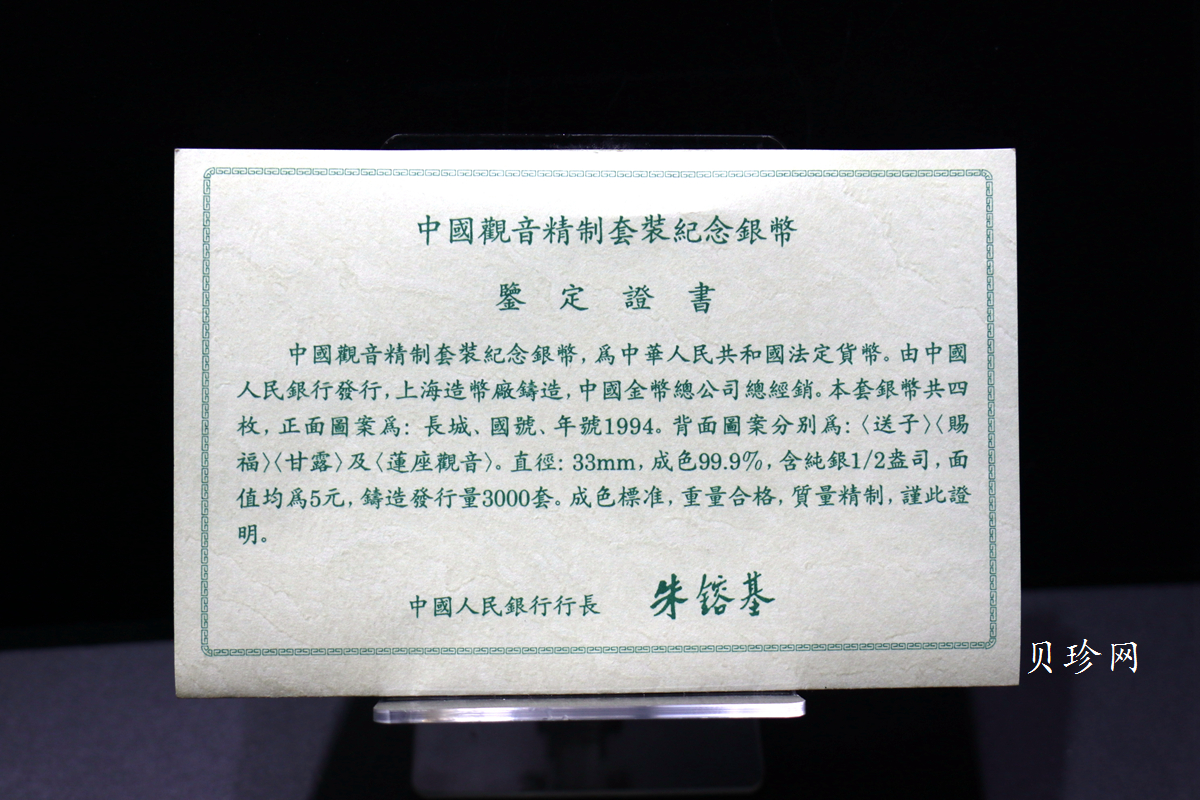 中國觀音精制套裝紀念銀幣
鑒定證書
中國觀音精制套裝紀念銀幣，爲中華人民共和國法定貨幣。由中國
人民銀行發行，上海造幣廠鑄造，中國金幣總公司總經銷。本套銀幣共四
枚，正面圖案爲：長城、國號、年號1994。背面圖案分别爲：〈送子〉〈賜
福〉〈甘露〉及〈蓮座觀音〉。直徑：33mm，成色99.9%，含純銀1/2盎司，面
值均爲5元，鑄造發行量3000套。成色標准，重量合格，質量精制，謹此證
明。
中國人民銀行行長 朱鎔基
贝珍网